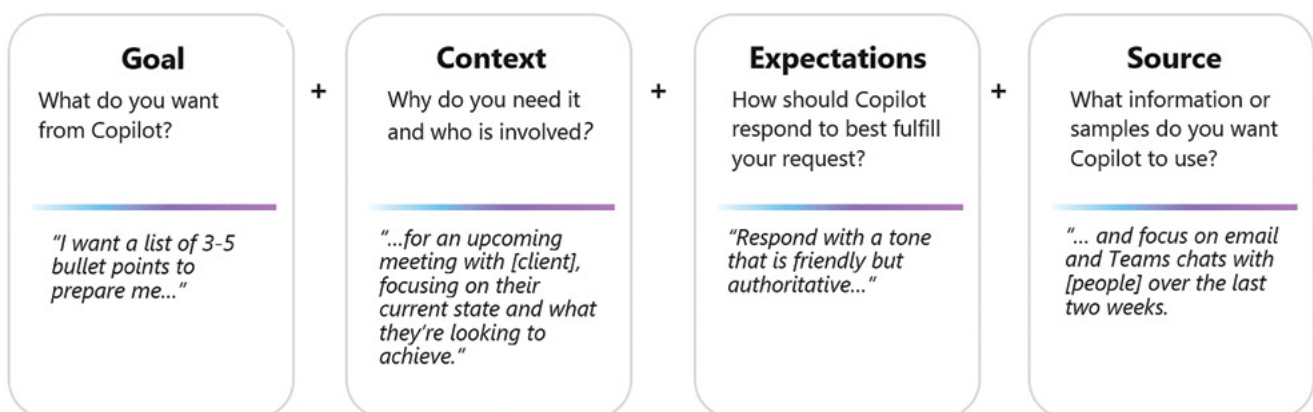 Goal
What do you want
from Copilot?
"I want a list of 3-5
bullet points to
prepare me…"
+
Context
Why do you need it
and who is involved?
"…for an upcoming
meeting with [client],
focusing on their
current state and what
they're looking to
achieve."
+
Expectations
How should Copilot
respond to best fulfill
your request?
"Respond with a tone
that is friendly but
authoritative…"
+
Source
What information or
samples do you want
Copilot to use?
"… and focus on email
and Teams chats with
[people] over the last
two weeks.